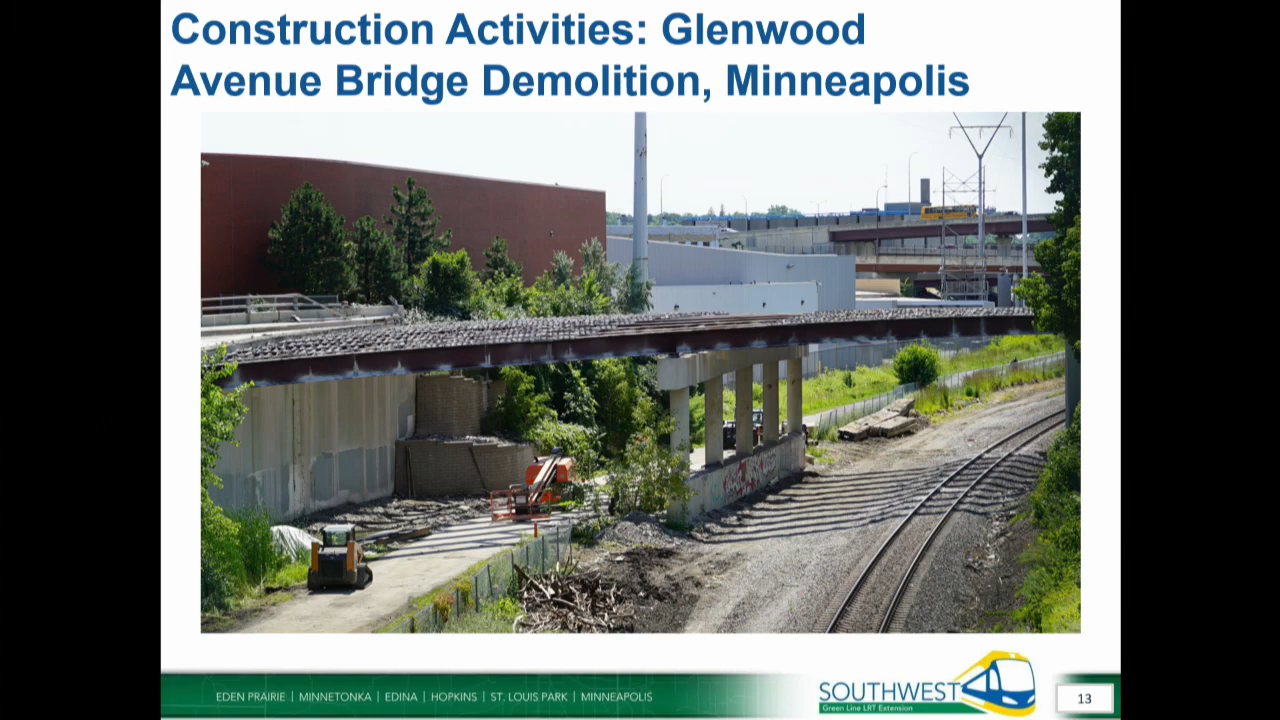 Construction Activities: Glenwood
Avenue Bridge Demolition, Minneapolis
EDEN PRAIRIE | MINNETONKA | EDINA | HOPKINS | ST. LOUIS PARK | MINNEAPOLIS
SOUTHWEST
Green Line LRT Extension
13